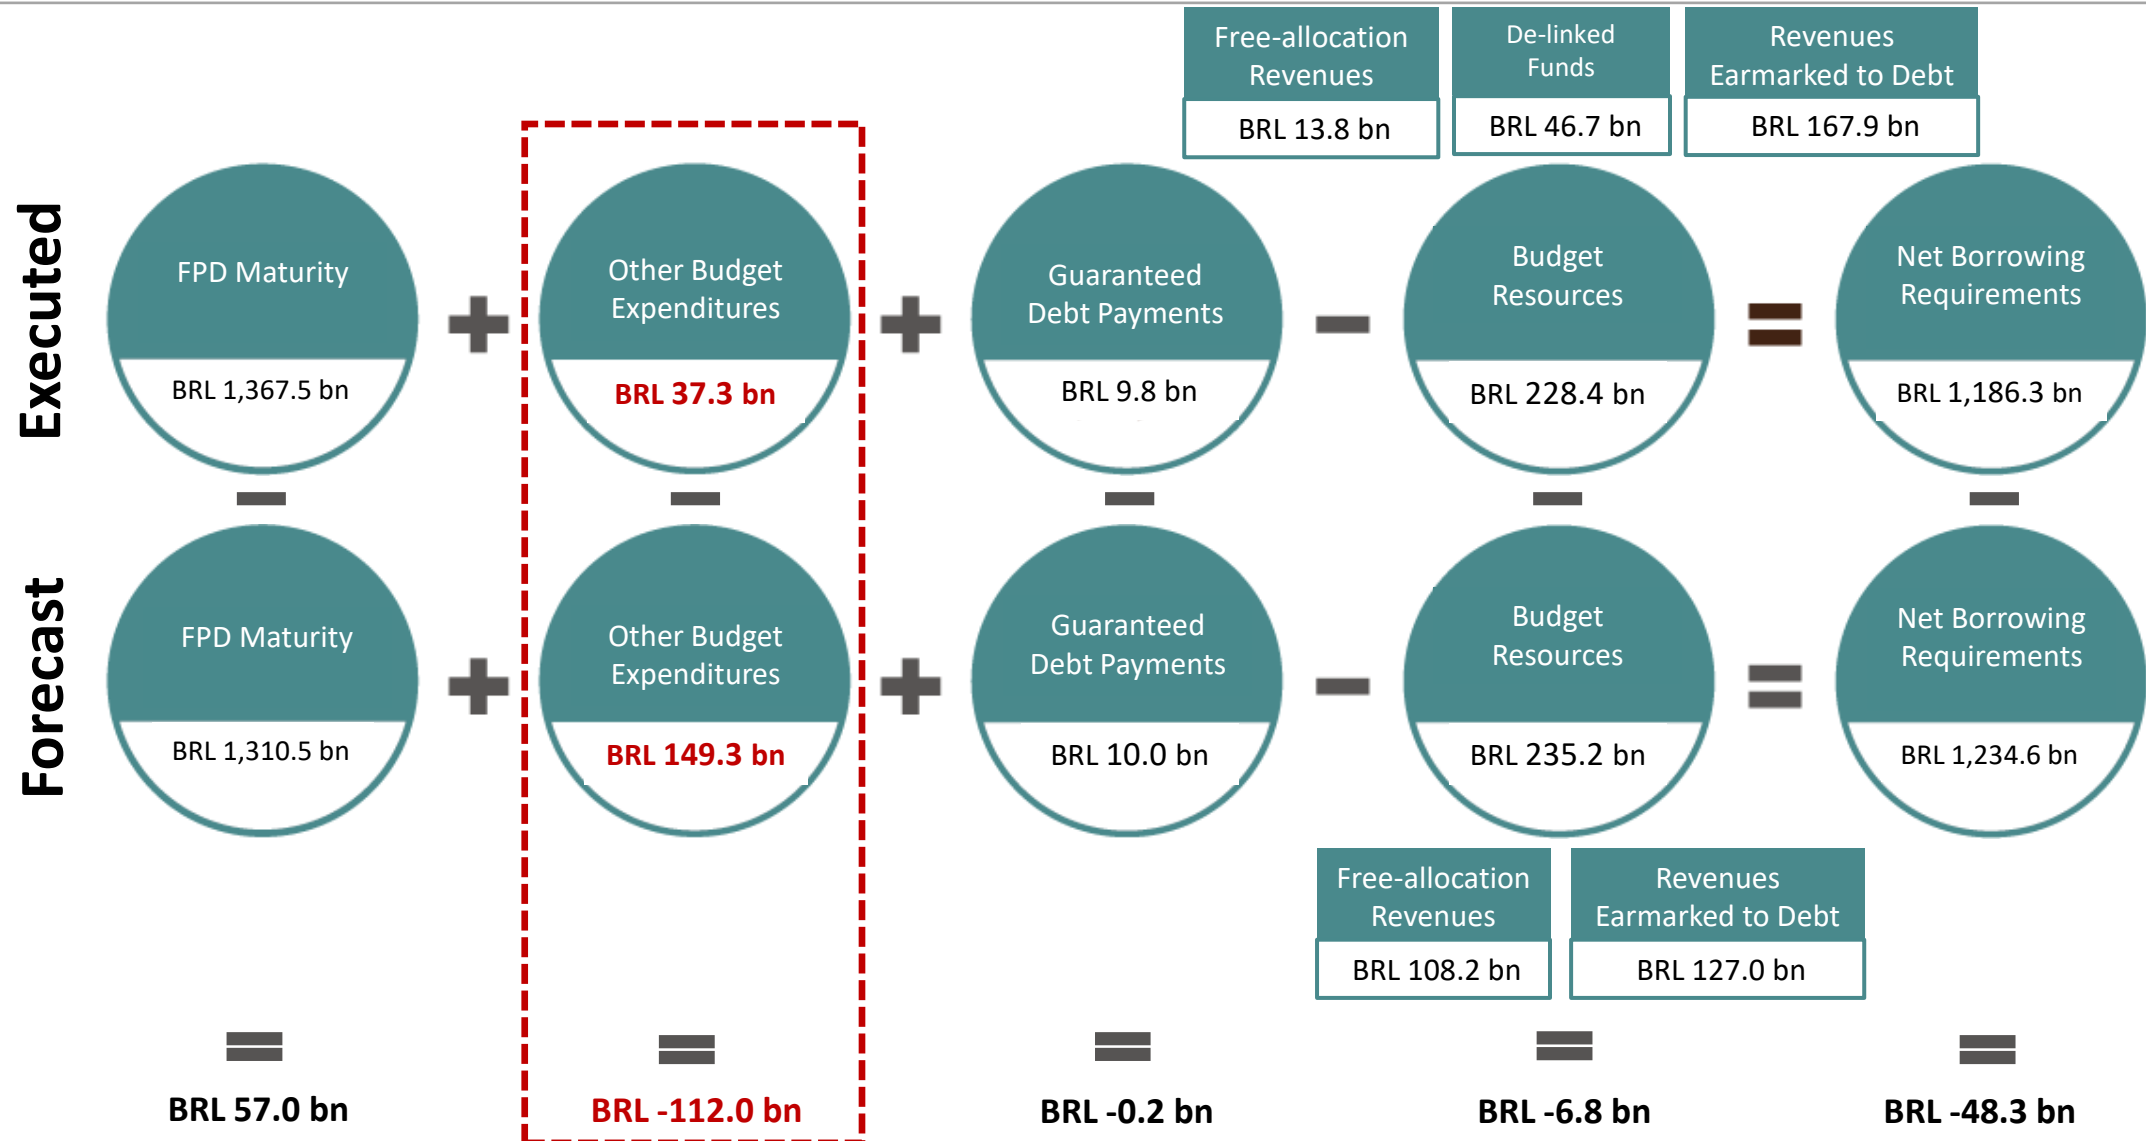 Free-allocation
Revenues
BRL 13.8 bn
De-linked
Funds
BRL 46.7 bn
Revenues
Earmarked to Debt
BRL 167.9 bn
Executed
FPD Maturity
BRL 1,367.5 bn
Other Budget
Expenditures
BRL 37.3 bn
Guaranteed
Debt Payments
BRL 9.8 bn
Budget
Resources
BRL 228.4 bn
Net Borrowing
Requirements
BRL 1,186.3 bn
Forecast
FPD Maturity
BRL 1,310.5 bn
Other Budget
Expenditures
BRL 149.3 bn
Guaranteed
Debt Payments
BRL 10.0 bn
Budget
Resources
BRL 235.2 bn
Net Borrowing
Requirements
BRL 1,234.6 bn
Free-allocation
Revenues
BRL 108.2 bn
Revenues
Earmarked to Debt
BRL 127.0 bn
BRL 57.0 bn
BRL -112.0 bn
BRL -0.2 bn
BRL -6.8 bn
BRL -48.3 bn